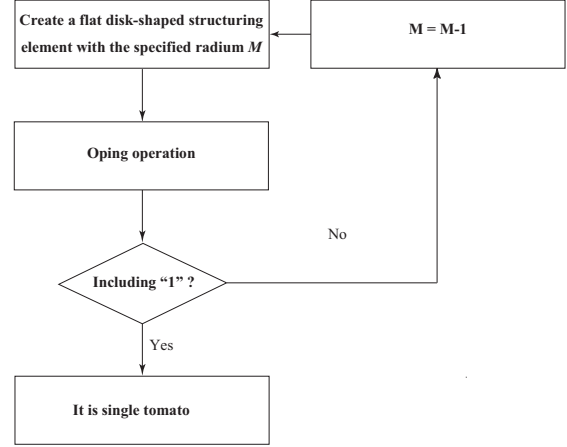 Create a flat disk-shaped structuring
element with the specified radium M
M = M-1
Oping operation
No
Including “1” ?
Yes
It is single tomato